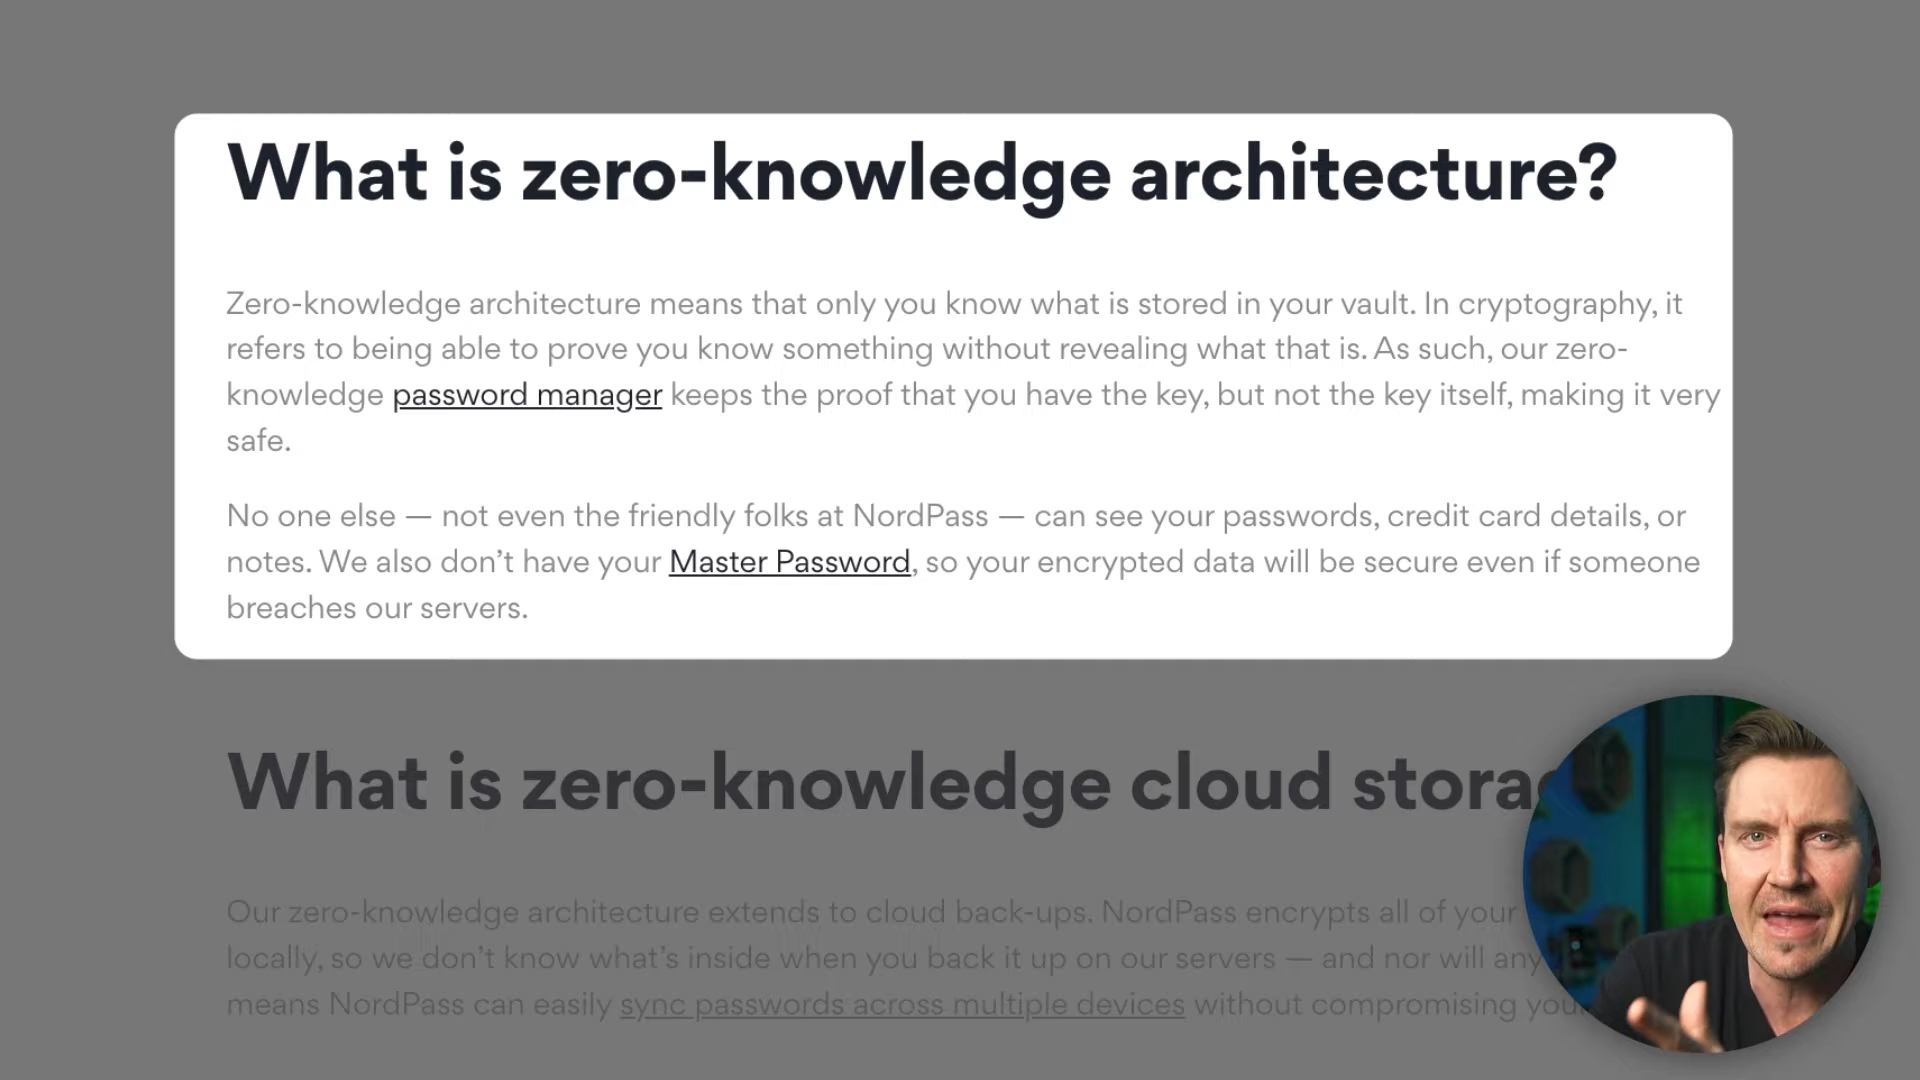 What is zero-knowledge architecture?
Zero-knowledge architecture means that only you know what is stored in your vault. In cryptography, it
refers to being able to prove you know something without revealing what that is. As such, our zero-
knowledge password manager keeps the proof that you have the key, but not the key itself, making it very
safe.
No one else — not even the friendly folks at NordPass — can see your passwords, credit card details, or
notes. We also don’t have your Master Password, so your encrypted data will be secure even if someone
breaches our servers.
What is zero-knowledge cloud
Our zero-knowledge architecture extends to cloud back-ups. NordPass encrypts all of your
locally, so we don’t know what’s inside when you back it up on our servers — and nor will
means NordPass can easily sync passwords across multiple devices without compromising